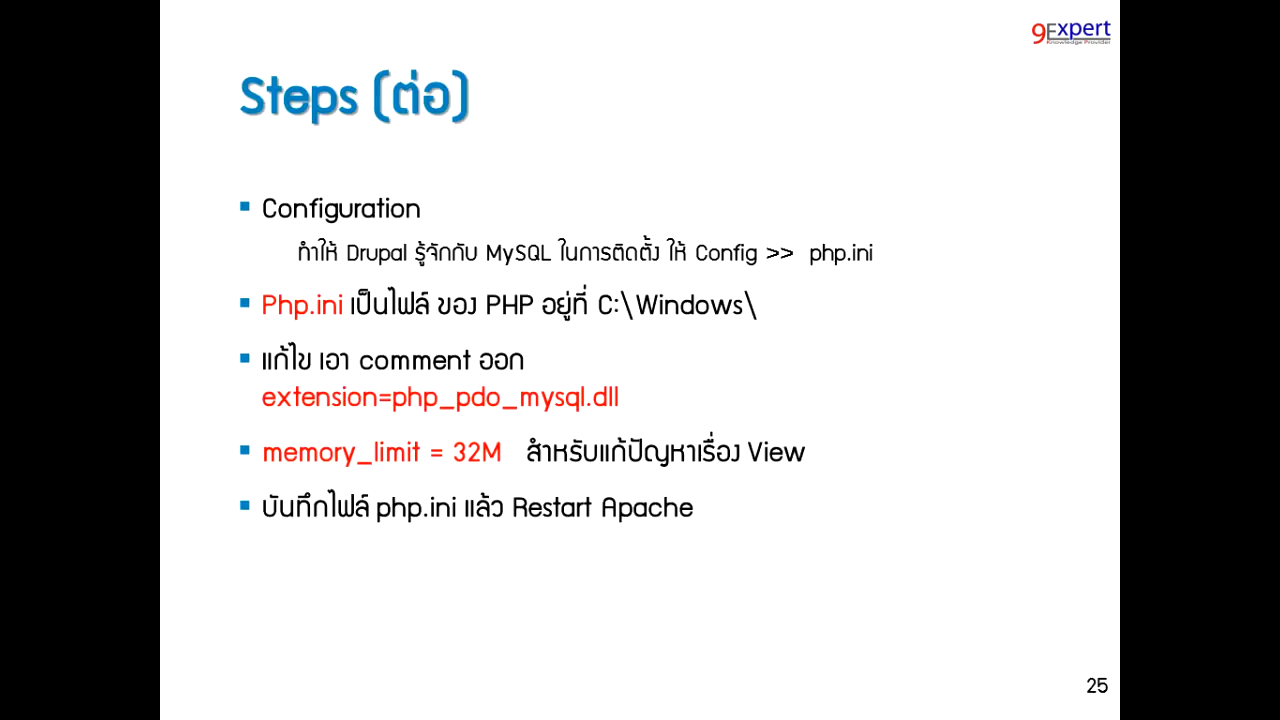 9Expert
Knowledge Provider
Steps (ต่อ)
Configuration
ทำให้ Drupal รู้จักกับ MySQL ในการติดตั้ง ให้ Config >> php.ini
Php.ini เป็นไฟล์ ของ PHP อยู่ที่ C:\Windows\
แก้ไข เอา comment ออก
extension=php_pdo_mysql.dll
memory_limit = 32M สำหรับแก้ปัญหาเรื่อง View
บันทึกไฟล์ php.ini แล้ว Restart Apache
25